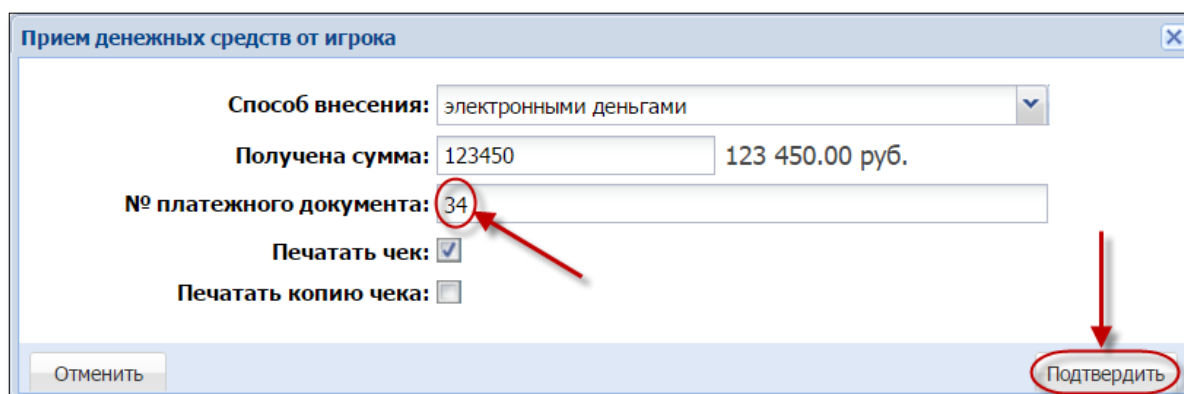 Прием денежных средств от игрока
Способ внесения: электронными деньгами
Получена сумма: 123450 123 450.00 руб.
№ платежного документа: 34
Печатать чек:
Печатать копию чека:
Отменить Подтвердить